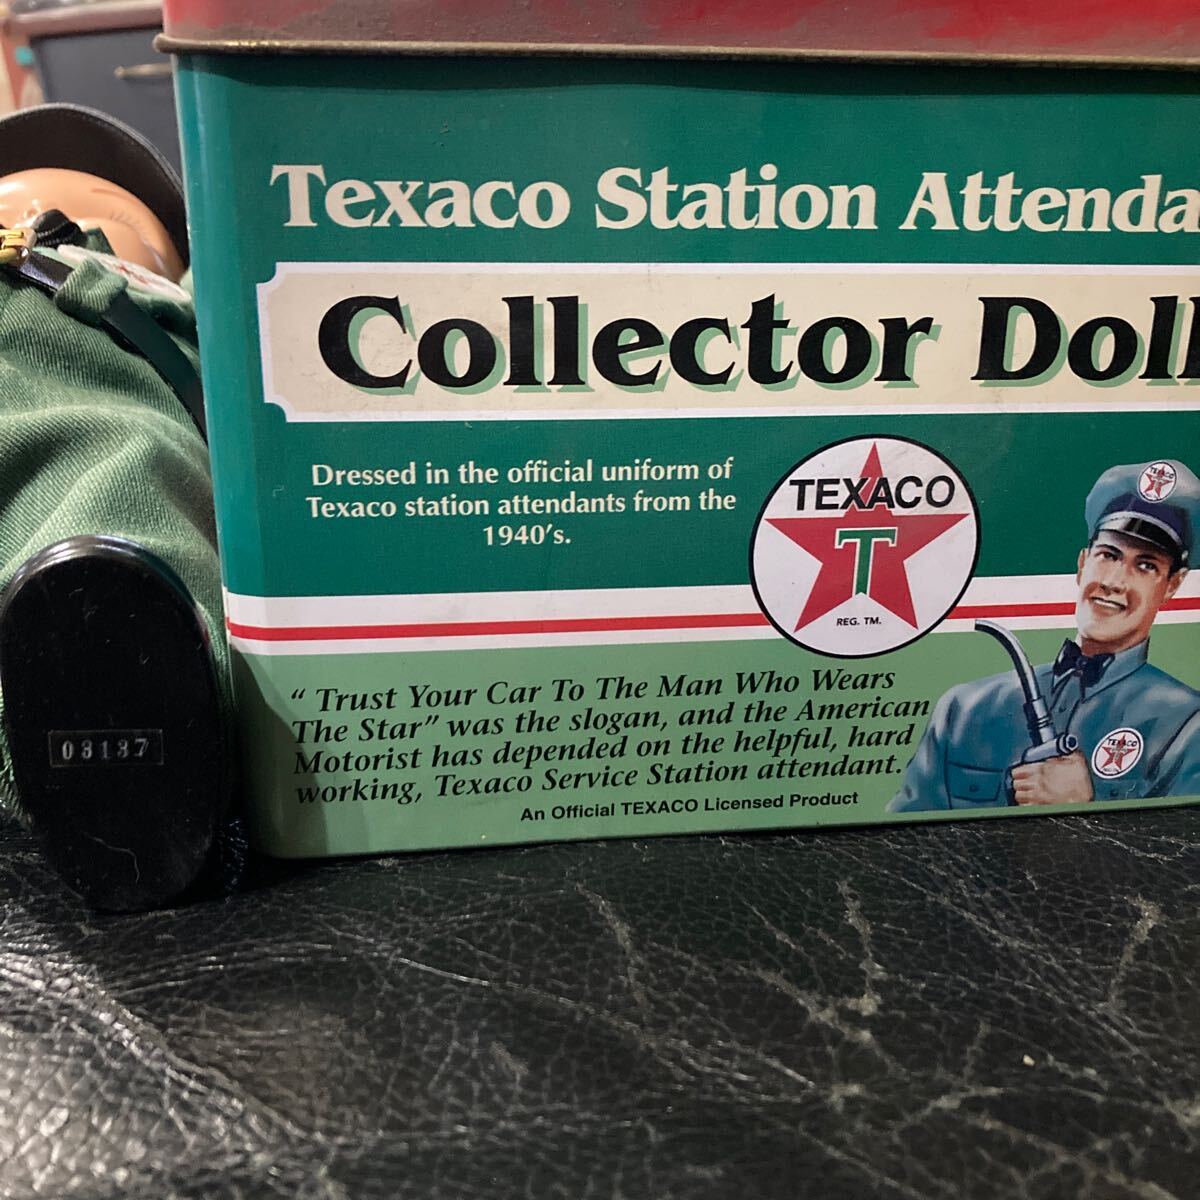 Texaco Station Attenda
Collector Doll
Dressed in the official uniform of
Texaco station attendants from the
1940's.
TEXACO
T
REG. TM.
TEXACO
TEXACO
" Trust Your Car To The Man Who Wears
The Star" was the slogan, and the American
Motorist has depended on the helpful, hard
working, Texaco Service Station attendant.
An Official TEXACO Licensed Product
03137